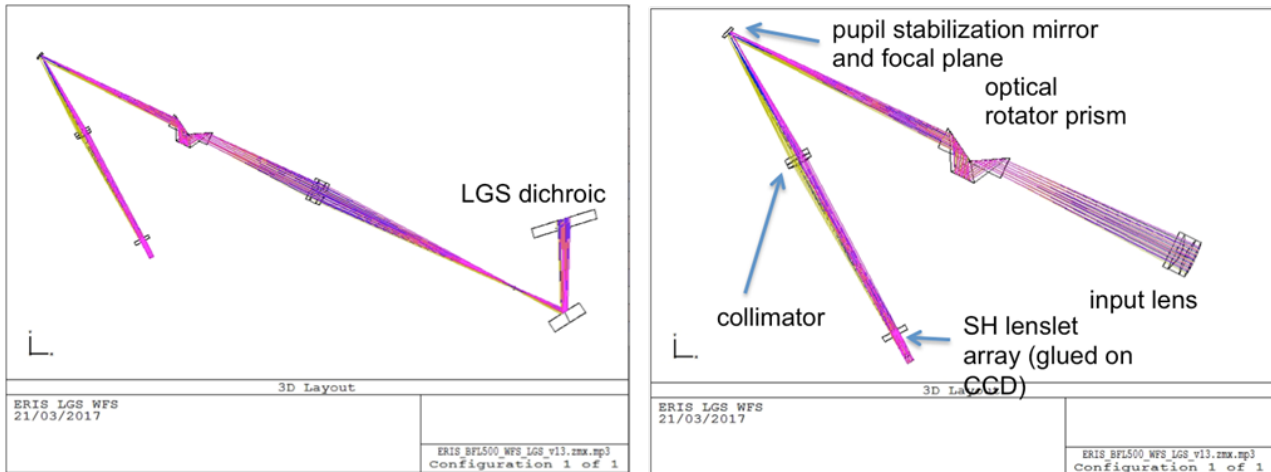 LGS dichroic
3D Layout
ERIS LGS WFS
21/03/2017
ERIS_BFL500_WFS_LGS_v13.zmx.mp3
Configuration 1 of 1
pupil stabilization mirror
and focal plane
optical
rotator prism
input lens
collimator
SH lenslet
array (glued on
CCD)
3D Layout
ERIS LGS WFS
21/03/2017
ERIS_BFL500_WFS_LGS_v13.zmx.mp3
Configuration 1 of 1